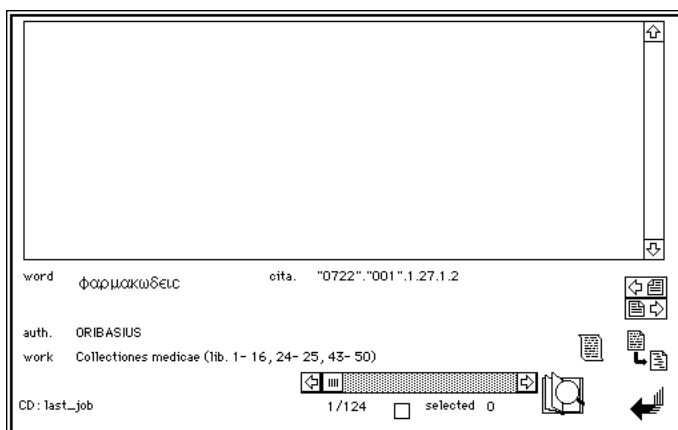 word φαρμακωδεις cita. "0722"."001".1.27.1.2
auth. ORIBASIUS
work Collectiones medicae (lib. 1- 16, 24- 25, 43- 50)
1/124 selected 0
CD: last_job